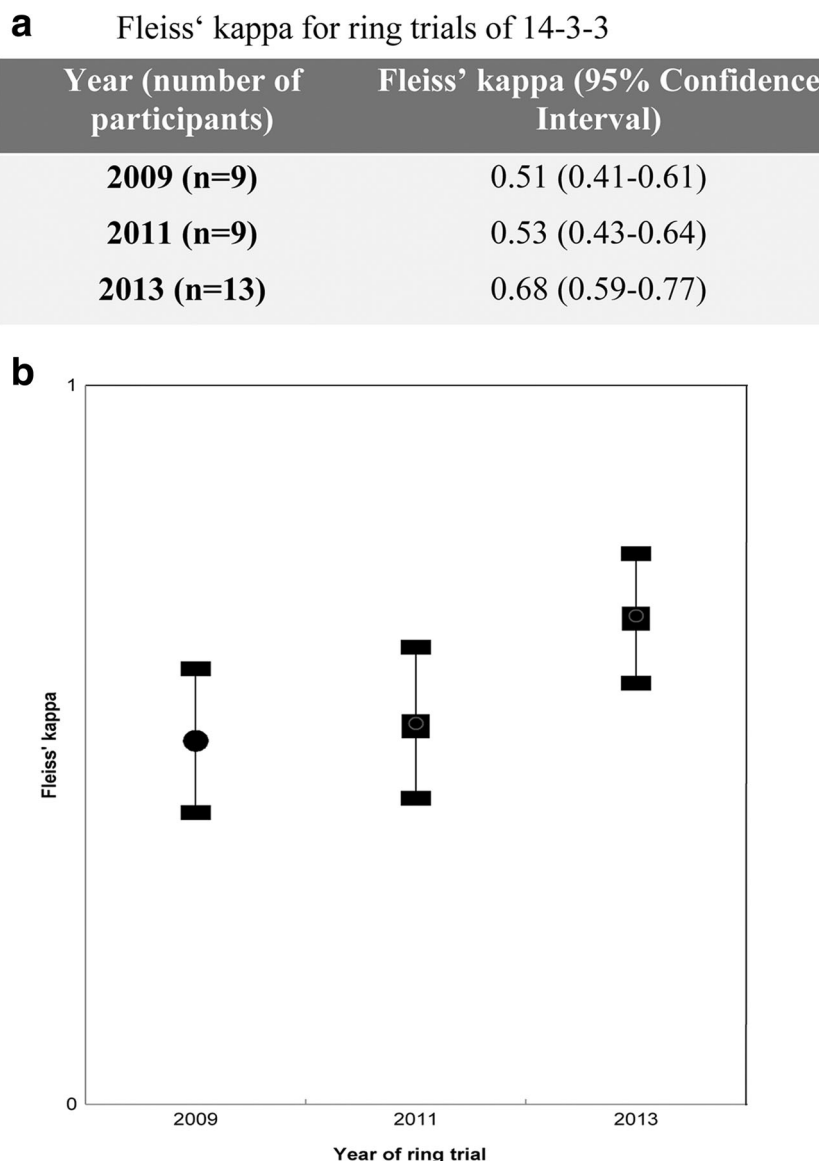 a
Fleiss‘ kappa for ring trials of 14-3-3
Year (number of participants)
Fleiss’ kappa (95% Confidence Interval)
2009 (n=9) 0.51 (0.41-0.61)
2011 (n=9) 0.53 (0.43-0.64)
2013 (n=13) 0.68 (0.59-0.77)
b
1
Fleiss' kappa
0
2009 2011 2013
Year of ring trial